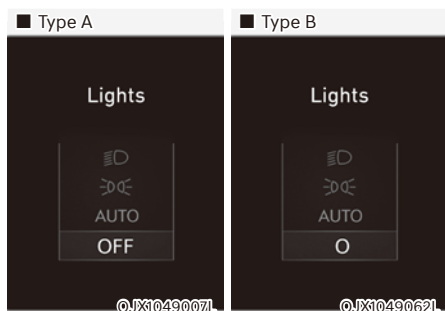 ■ Type A
Lights
AUTO
OFF
OJX1049007L
■ Type B
Lights
AUTO
O
OJX1049062L